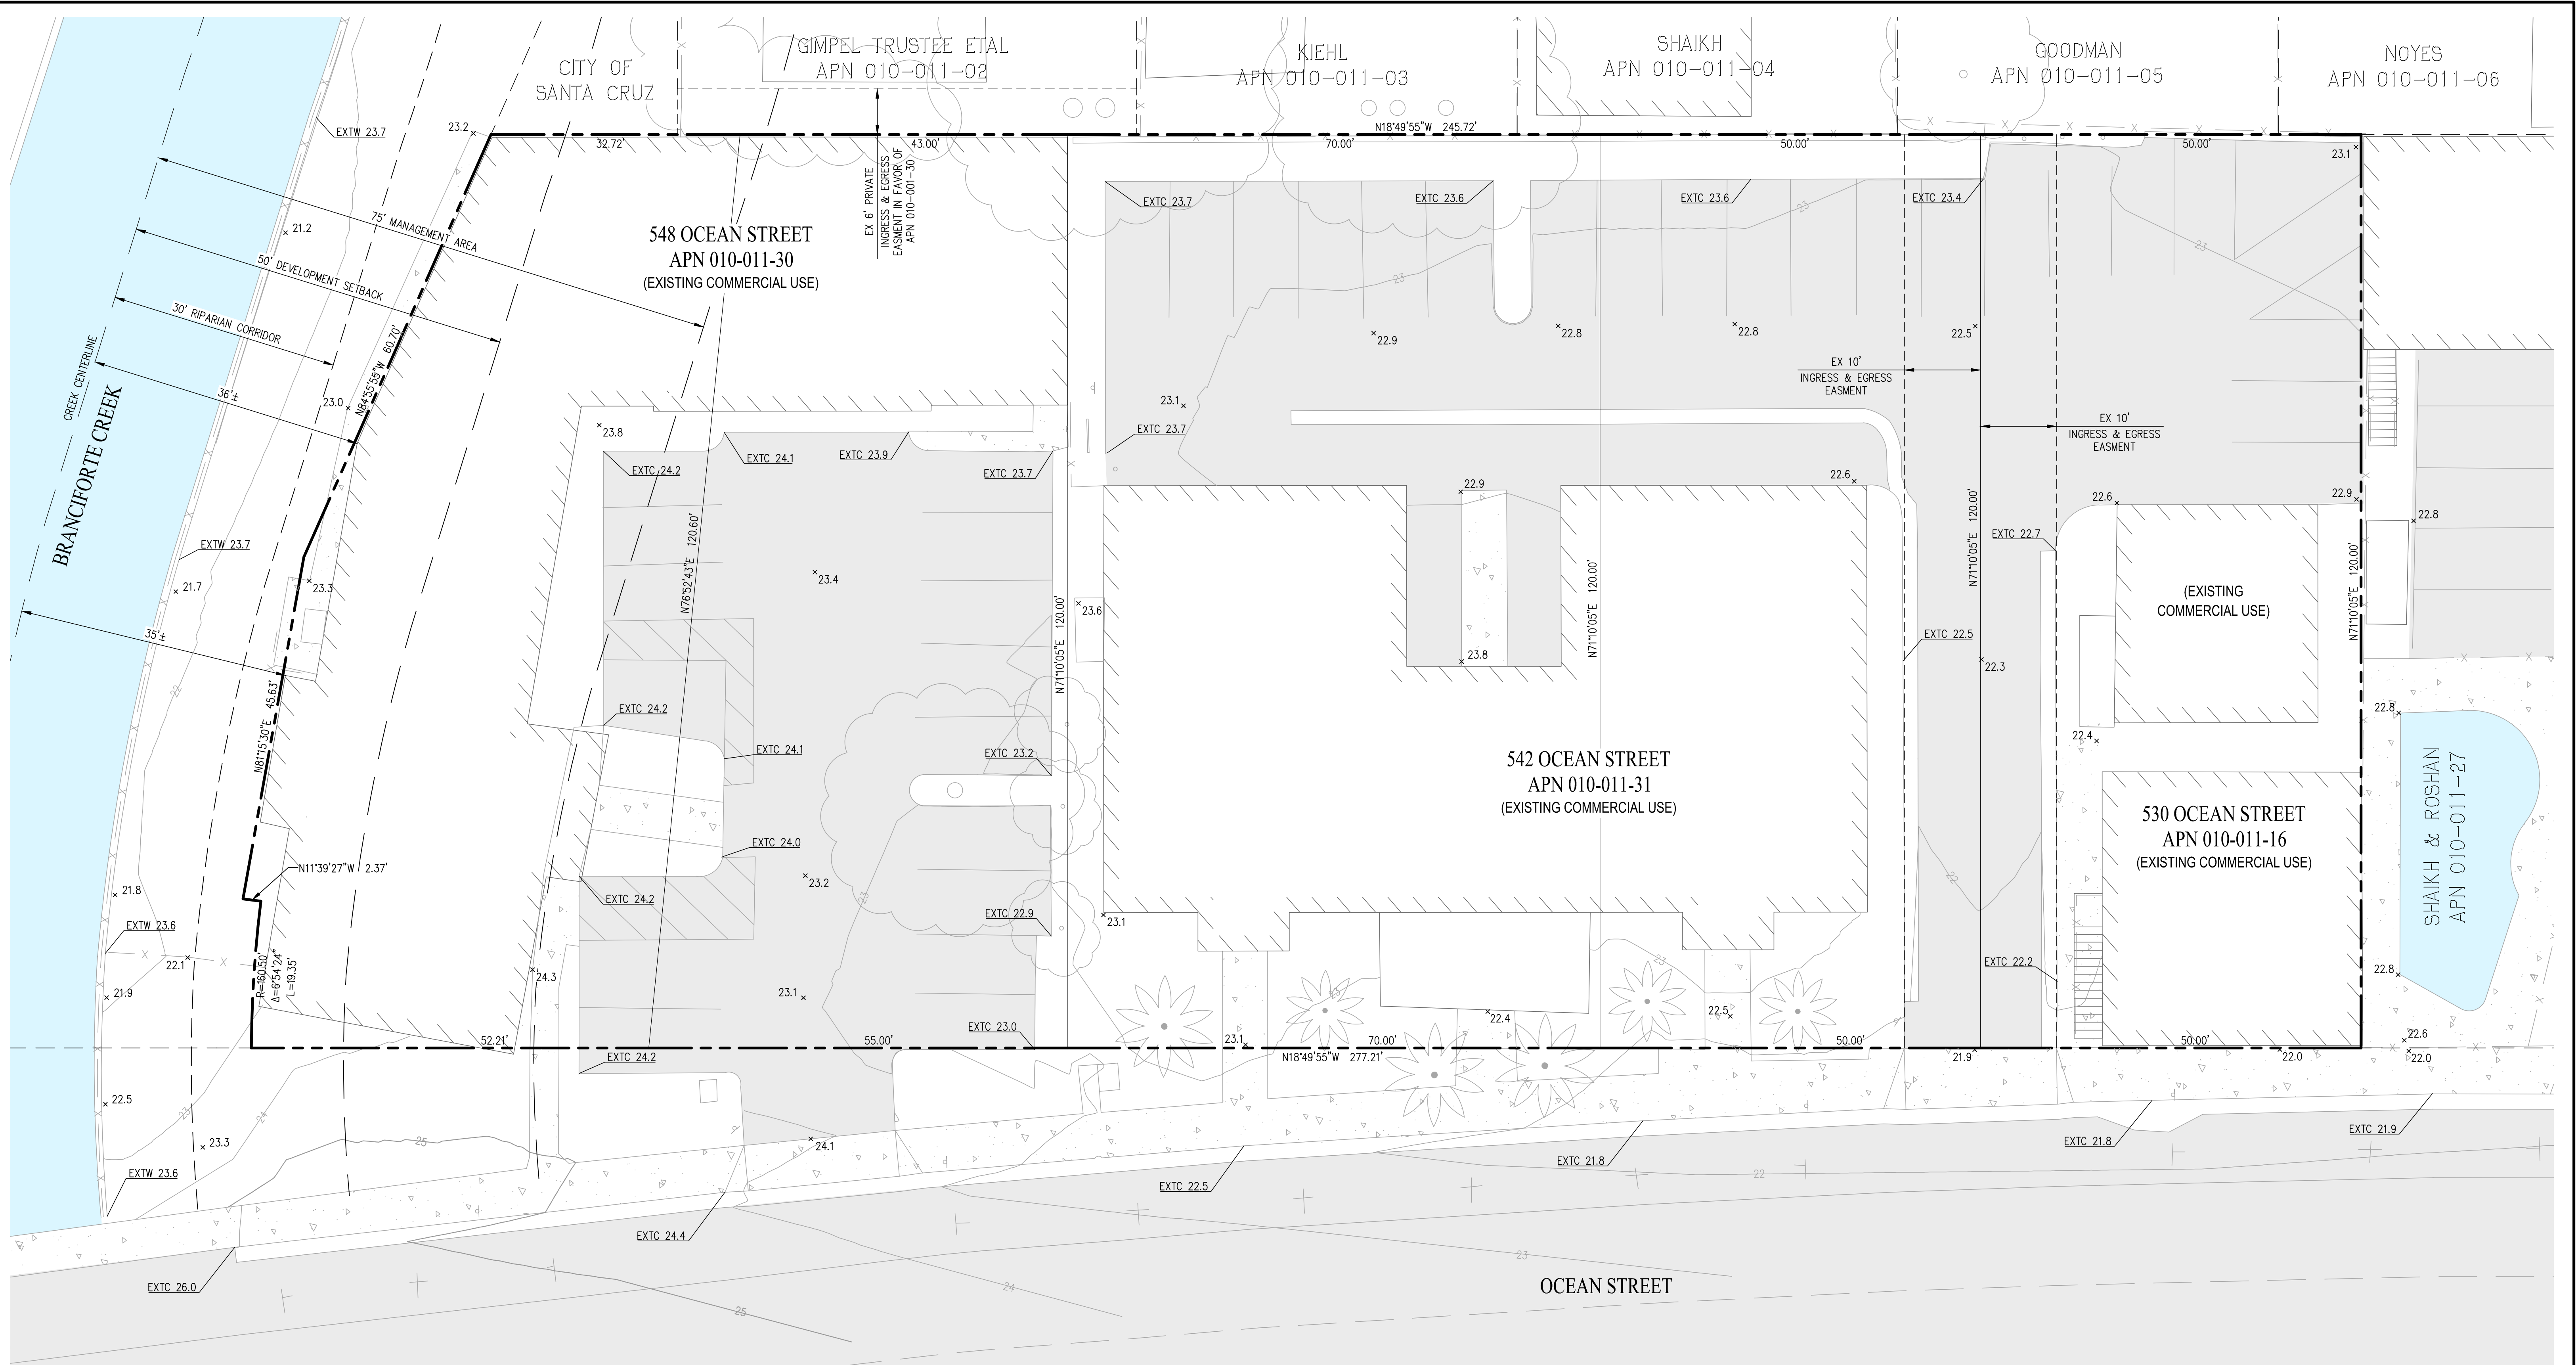 CITY OF
SANTA CRUZ
GIMPEL TRUSTEE ETAL
APN 010-011-02
KIEHL
APN 010-011-03
SHAIKH
APN 010-011-04
GOODMAN
APN 010-011-05
NOYES
APN 010-011-06
EXTW 23.7
23.2
32.72'
43.00'
N18°49'55"W 245.72'
70.00'
50.00'
50.00'
23.1
EX 6' PRIVATE
INGRESS & EGRESS
EASMENT IN FAVOR OF
APN 010-001-30
EXTC 23.7
EXTC 23.6
EXTC 23.6
EXTC 23.4
23
23
23
21.2
75' MANAGEMENT AREA
50' DEVELOPMENT SETBACK
30' RIPARIAN CORRIDOR
36'±
CREEK CENTERLINE
BRANCIFORTE CREEK
N84°55'55"W 60.70'
548 OCEAN STREET
APN 010-011-30
(EXISTING COMMERCIAL USE)
22.9
22.8
22.8
22.5
EX 10'
INGRESS & EGRESS
EASMENT
EX 10'
INGRESS & EGRESS
EASMENT
23.0
23.8
23.1
EXTC 23.7
EXTC 24.2
EXTC 24.1
EXTC 23.9
EXTC 23.7
22.9
22.6
22.6
22.9
22.8
N76°52'43"E 120.60'
N71°10'05"E 120.00'
N71°10'05"E 120.00'
N71°10'05"E 120.00'
N71°10'05"E 120.00'
EXTC 22.7
EXTW 23.7
21.7
23.3
23.4
23.6
(EXISTING
COMMERCIAL USE)
35'±
22
N81°15'30"E 45.63'
EXTC 22.5
23.8
22.3
EXTC 24.2
EXTC 24.1
EXTC 23.2
542 OCEAN STREET
APN 010-011-31
(EXISTING COMMERCIAL USE)
22.4
22.8
SHAIKH & ROSHAN
APN 010-011-27
530 OCEAN STREET
APN 010-011-16
(EXISTING COMMERCIAL USE)
EXTC 24.0
N11°39'27"W 2.37'
21.8
23.2
23
EXTC 24.2
EXTC 22.9
23.1
22
EXTW 23.6
22.1
R=160.50'
Δ=6°54'24"
L=19.35'
24.3
23
23
EXTC 22.2
22.8
21.9
23.1
22.4
22.5
EXTC 23.0
23.1
52.21'
55.00'
70.00'
50.00'
50.00'
N18°49'55"W 277.21'
21.9
22.0
22.6
22.0
EXTC 24.2
22.5
23
24
25
23.3
24.1
EXTC 21.8
EXTC 21.8
EXTC 21.9
EXTW 23.6
EXTC 22.5
22
EXTC 24.4
23
EXTC 26.0
24
25
OCEAN STREET